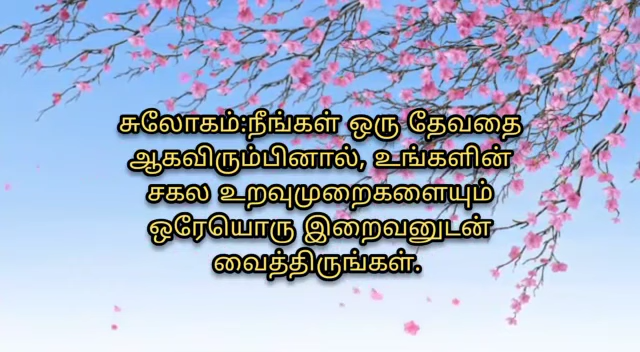 சுலோகம்:நீங்கள் ஒரு தேவதை
ஆகவிரும்பினால், உங்களின்
சகல உறவுமுறைகளையும்
ஒரேயொரு இறைவனுடன்
வைத்திருங்கள்.